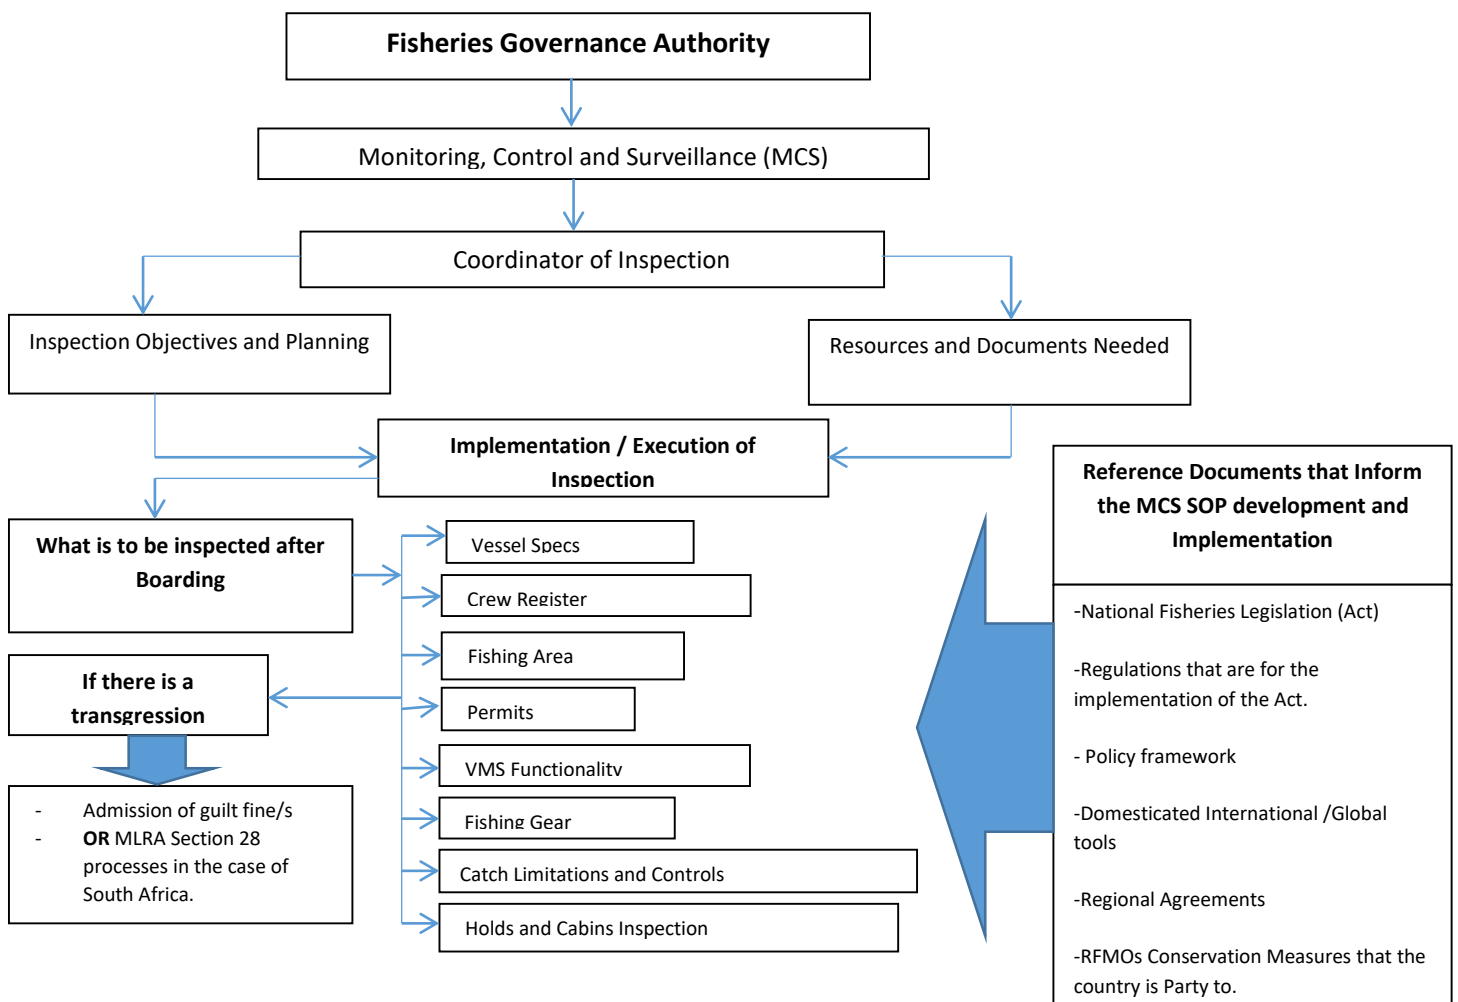 Fisheries Governance Authority
Monitoring, Control and Surveillance (MCS)
Coordinator of Inspection
Inspection Objectives and Planning
Resources and Documents Needed
Implementation / Execution of
Inspection
What is to be inspected after
Boarding
Vessel Specs
Crew Register
Fishing Area
Permits
VMS Functionality
Fishing Gear
Catch Limitations and Controls
Holds and Cabins Inspection
If there is a
transgression
- Admission of guilt fine/s
- OR MLRA Section 28
processes in the case of
South Africa.
Reference Documents that Inform
the MCS SOP development and
Implementation
-National Fisheries Legislation (Act)
-Regulations that are for the
implementation of the Act.
- Policy framework
-Domesticated International /Global
tools
-Regional Agreements
-RFMOs Conservation Measures that the
country is Party to.